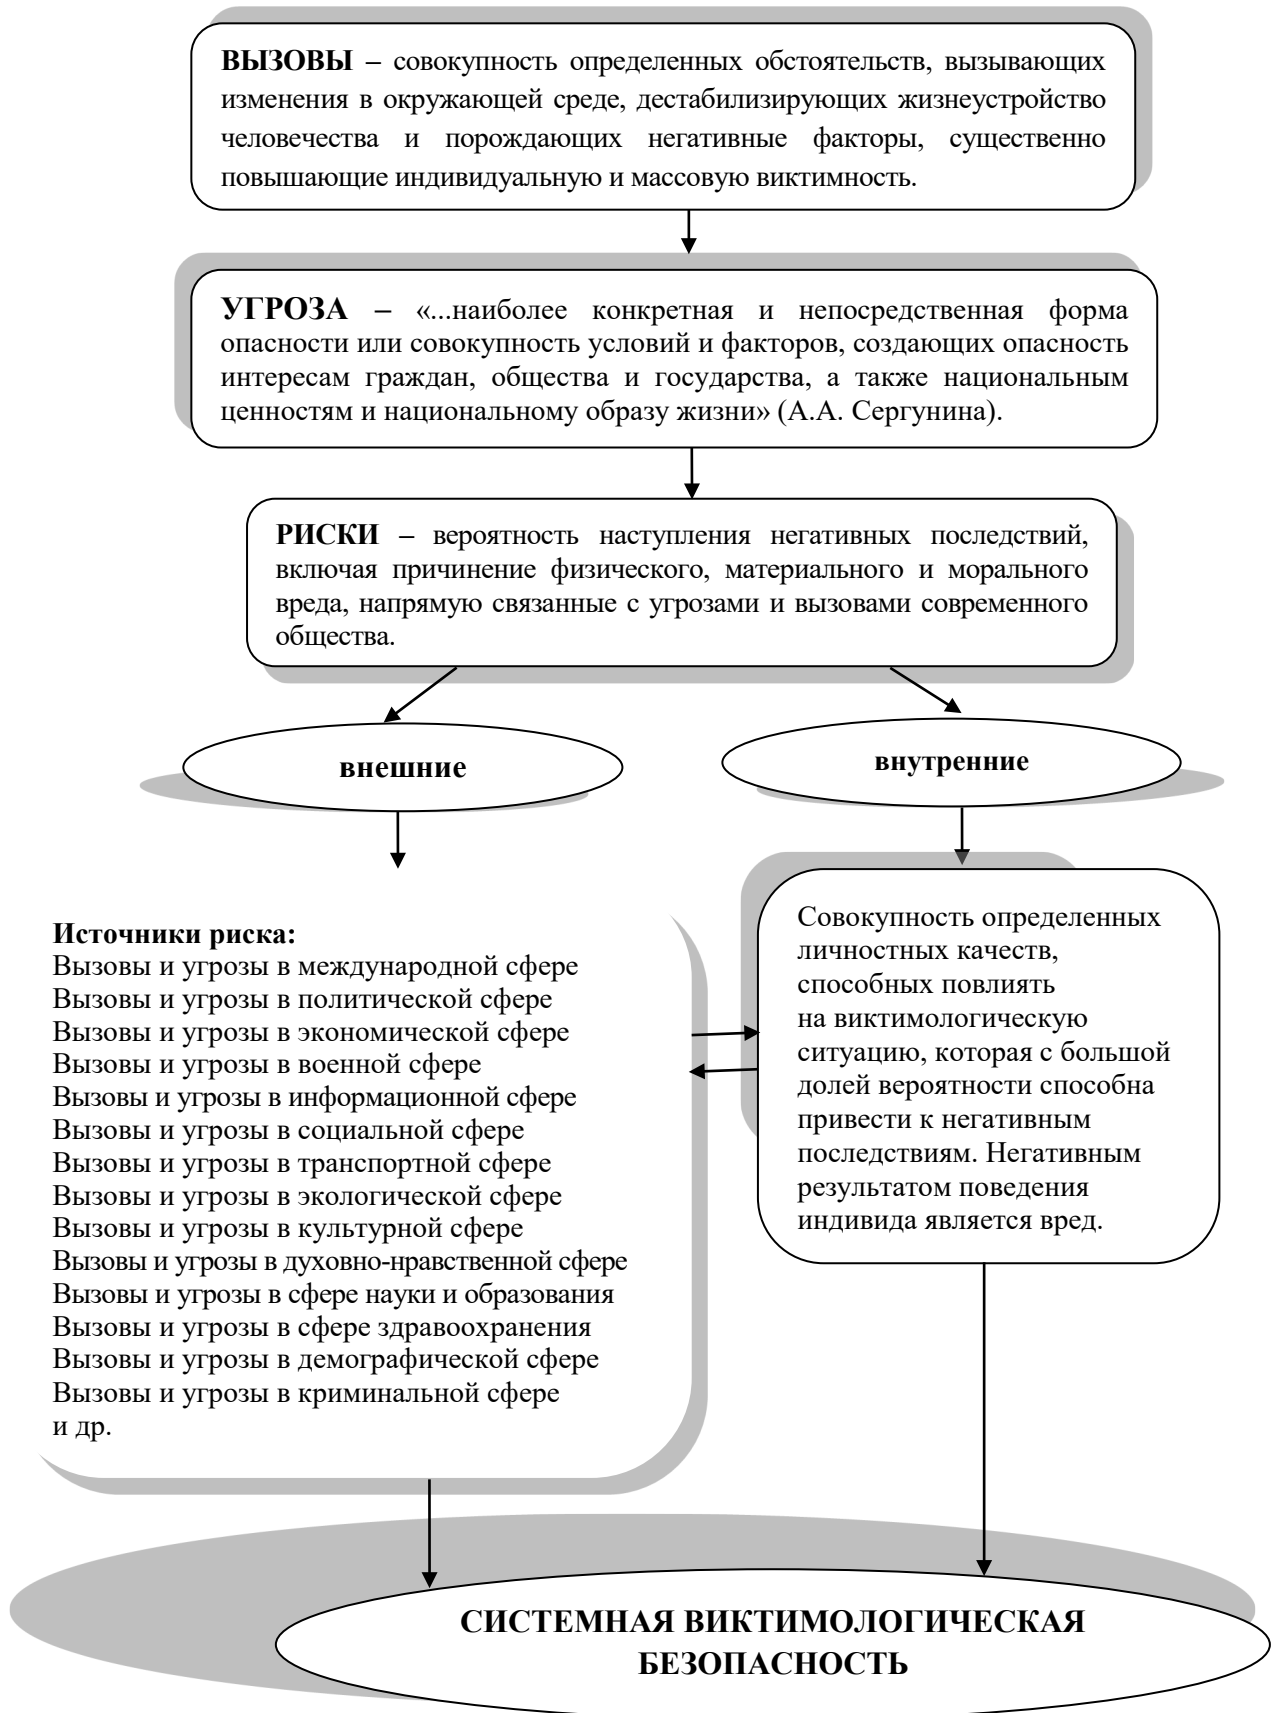 ВЫЗОВЫ – совокупность определенных обстоятельств, вызывающих
изменения в окружающей среде, дестабилизирующих жизнеустройство
человечества и порождающих негативные факторы, существенно
повышающие индивидуальную и массовую виктимность.
УГРОЗА – «...наиболее конкретная и непосредственная форма
опасности или совокупность условий и факторов, создающих опасность
интересам граждан, общества и государства, а также национальным
ценностям и национальному образу жизни» (А.А. Сергунина).
РИСКИ – вероятность наступления негативных последствий,
включая причинение физического, материального и морального
вреда, напрямую связанные с угрозами и вызовами современного
общества.
внешние
внутренние
Источники риска:
Вызовы и угрозы в международной сфере
Вызовы и угрозы в политической сфере
Вызовы и угрозы в экономической сфере
Вызовы и угрозы в военной сфере
Вызовы и угрозы в информационной сфере
Вызовы и угрозы в социальной сфере
Вызовы и угрозы в транспортной сфере
Вызовы и угрозы в экологической сфере
Вызовы и угрозы в культурной сфере
Вызовы и угрозы в духовно-нравственной сфере
Вызовы и угрозы в сфере науки и образования
Вызовы и угрозы в сфере здравоохранения
Вызовы и угрозы в демографической сфере
Вызовы и угрозы в криминальной сфере
и др.
Совокупность определенных
личностных качеств,
способных повлиять
на виктимологическую
ситуацию, которая с большой
долей вероятности способна
привести к негативным
последствиям. Негативным
результатом поведения
индивида является вред.
СИСТЕМНАЯ ВИКТИМОЛОГИЧЕСКАЯ
БЕЗОПАСНОСТЬ